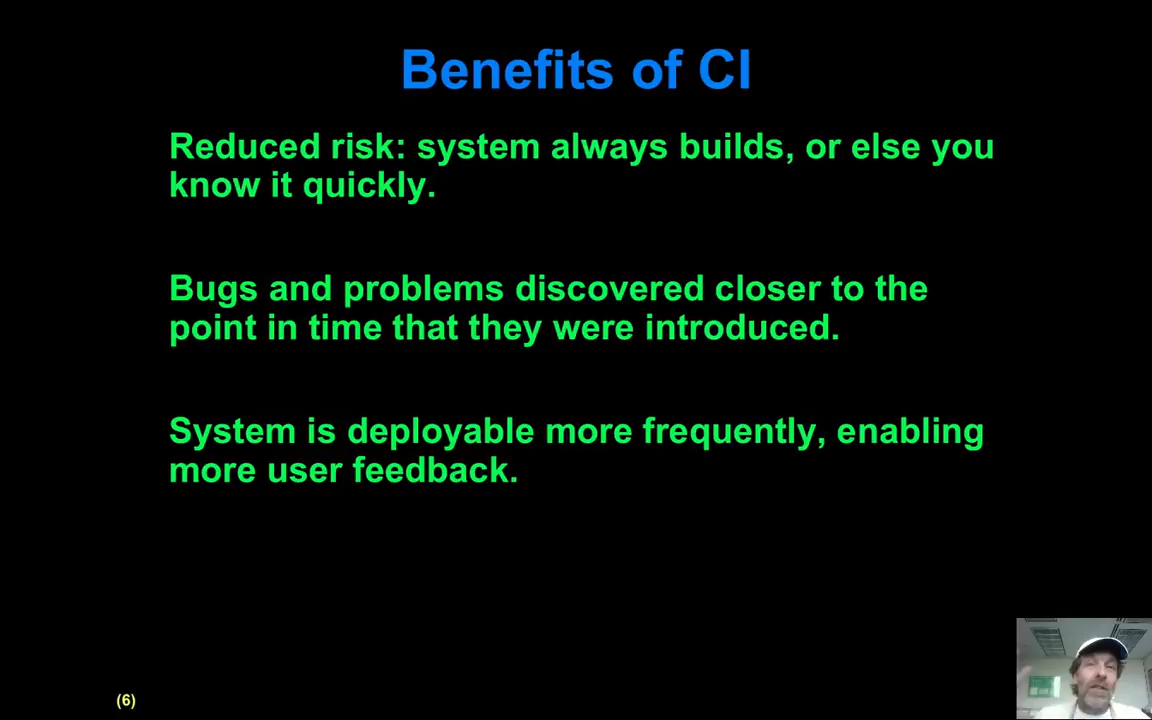 Benefits of CI
Reduced risk: system always builds, or else you
know it quickly.
Bugs and problems discovered closer to the
point in time that they were introduced.
System is deployable more frequently, enabling
more user feedback.
(6)